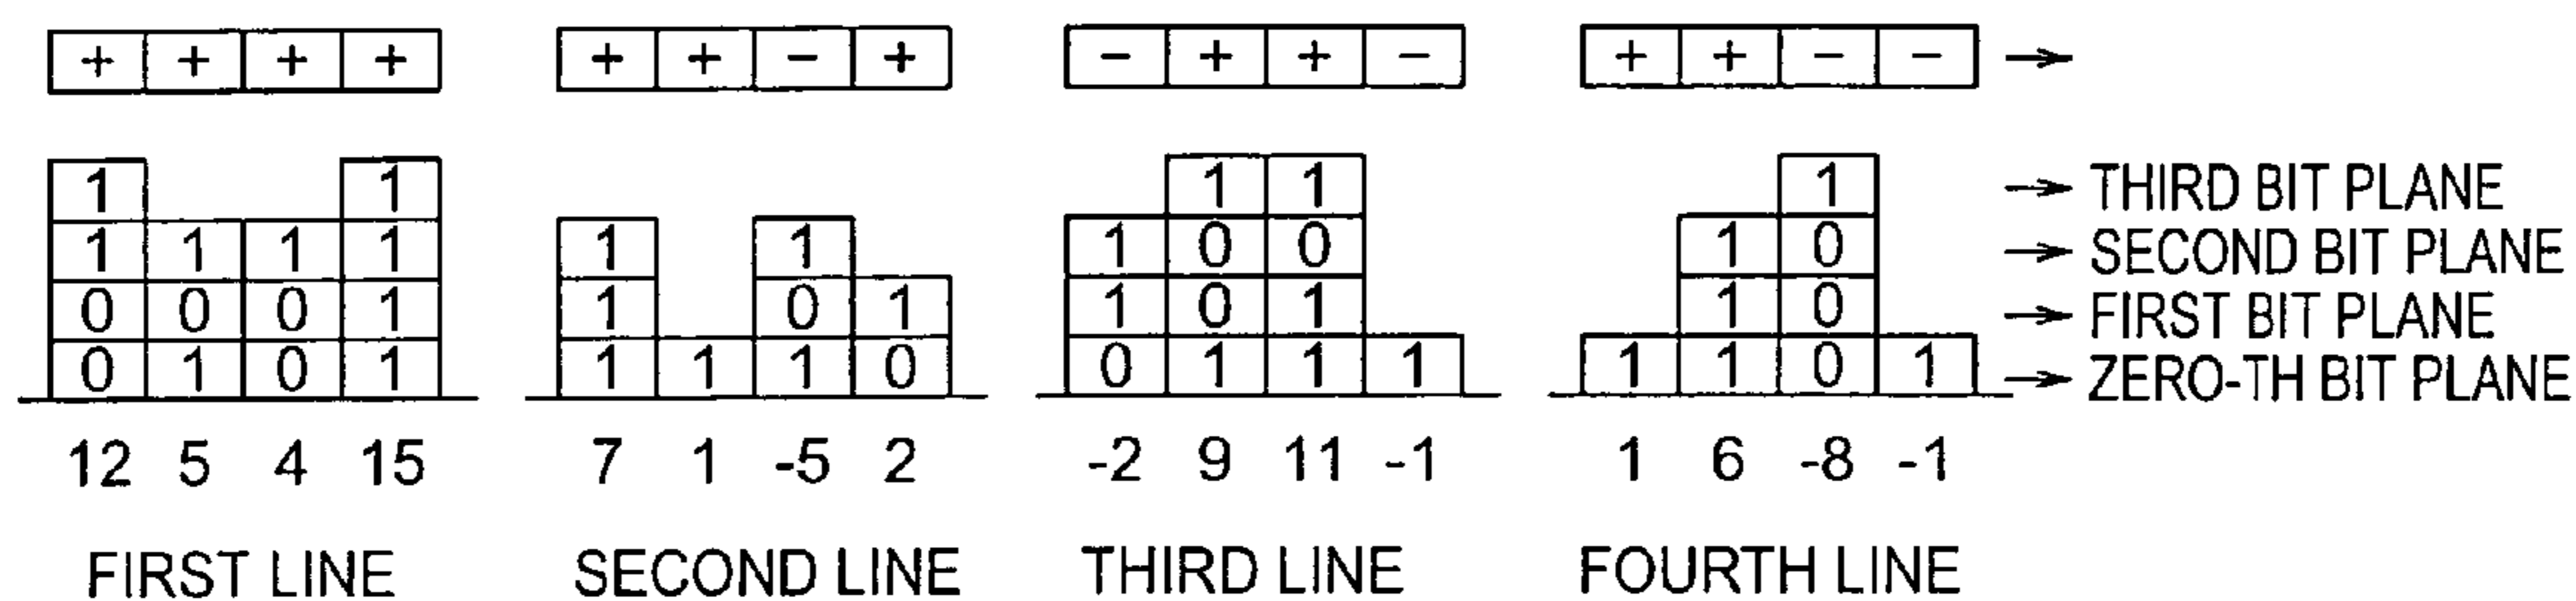 + + + + + + − + − + + − + + − − →
1 1 1 1 1 → THIRD BIT PLANE
1 1 1 1 1 1 1 0 0 1 0 → SECOND BIT PLANE
0 0 0 1 1 0 1 1 0 1 1 0 → FIRST BIT PLANE
0 1 0 1 1 1 1 0 0 1 1 1 1 1 0 1 → ZERO-TH BIT PLANE
12 5 4 15 7 1 -5 2 -2 9 11 -1 1 6 -8 -1
FIRST LINE SECOND LINE THIRD LINE FOURTH LINE